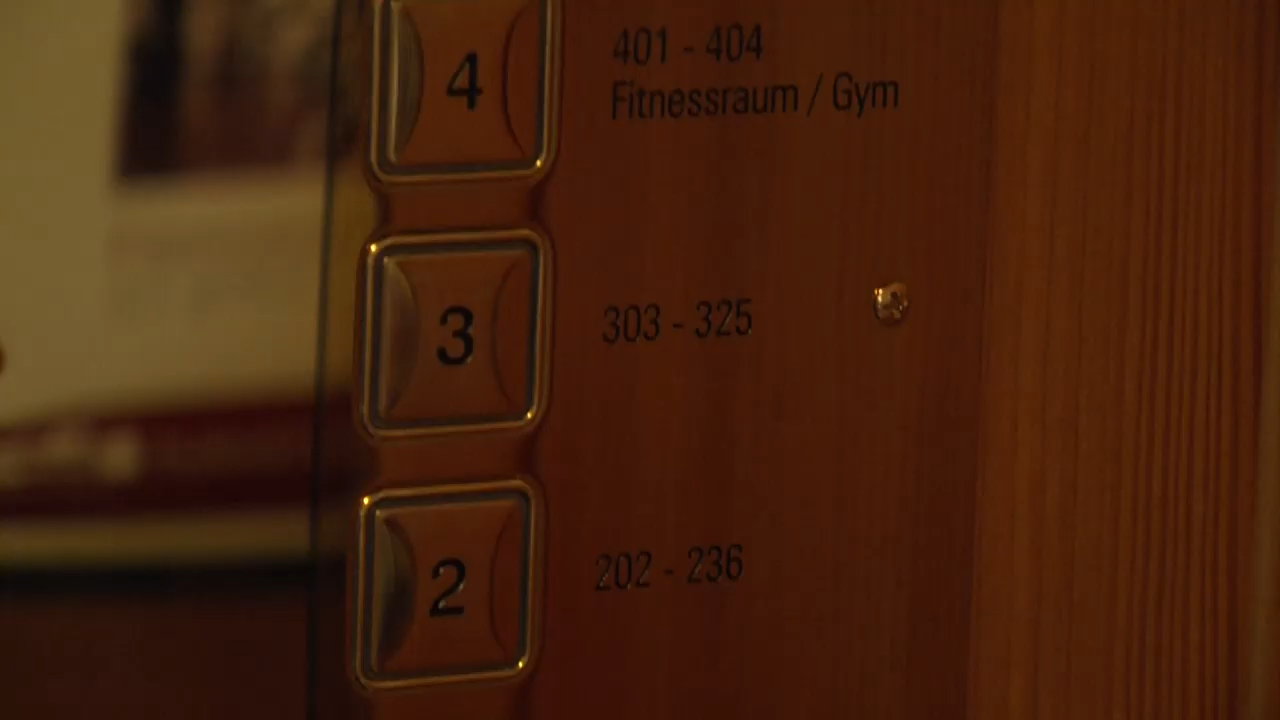 4
401 - 404
Fitnessraum / Gym
3
303 - 325
2
202 - 236